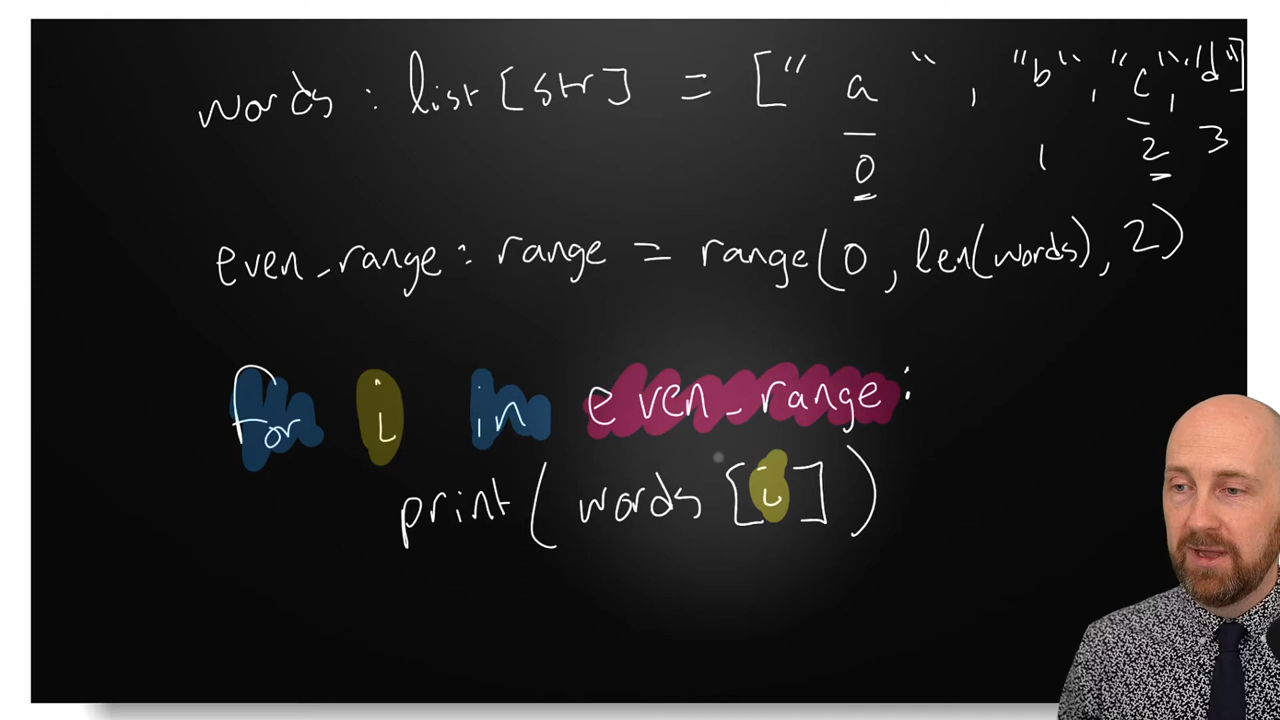 words : list[str] = ["a", "b", "c", "d"]
0 1 2 3
even_range : range = range(0, len(words), 2)
for i in even_range:
print(words[i])